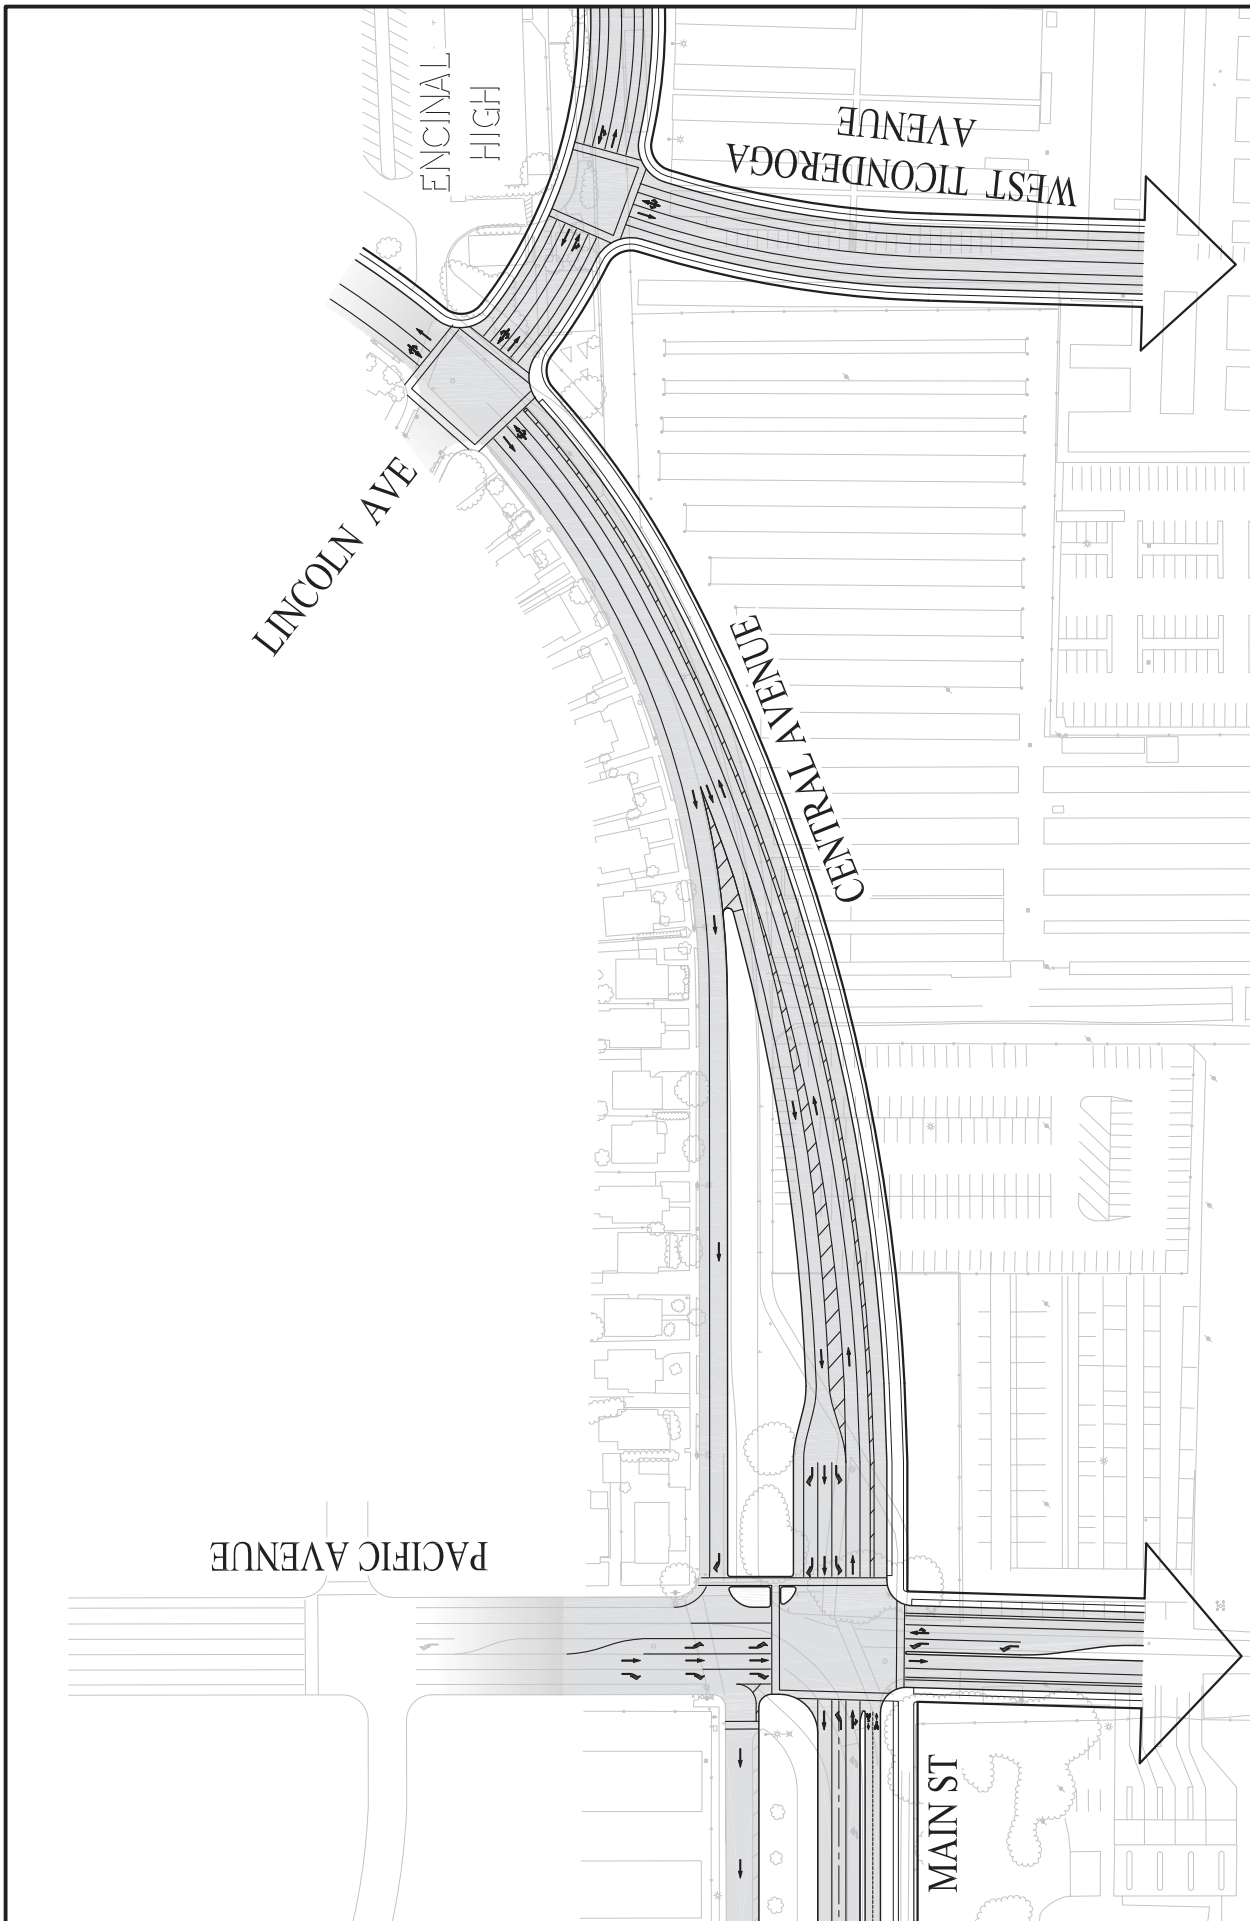 ENCINAL
HIGH
WEST TICONDEROGA
AVENUE
LINCOLN AVE
CENTRAL AVENUE
PACIFIC AVENUE
MAIN ST